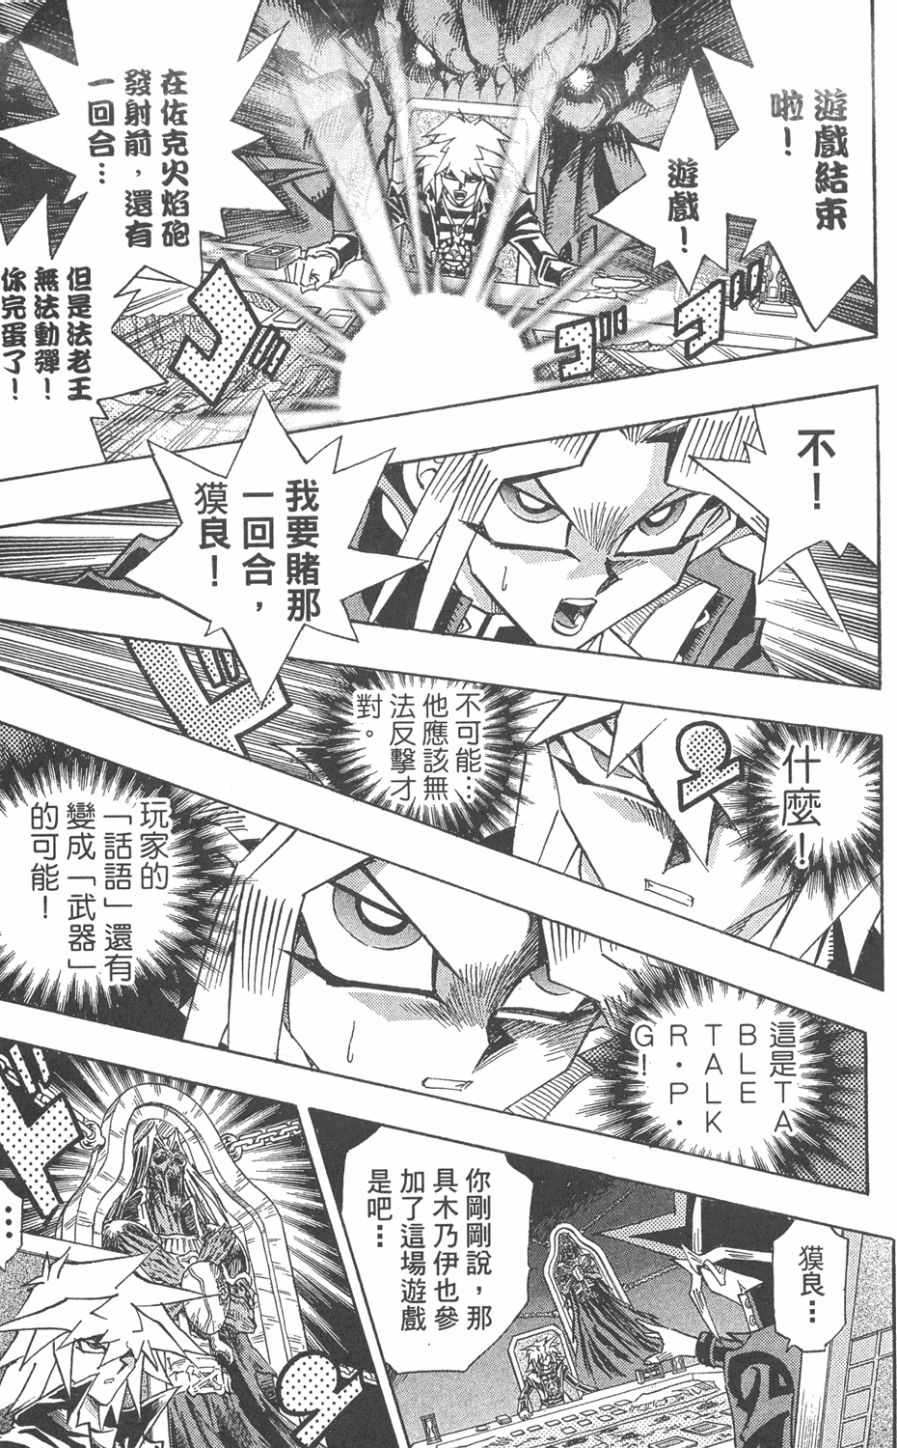 遊戲結束
啦！
遊戲！
在佐克火焰砲
發射前，還有
一回合…
但是法老王
無法動彈！
你完蛋了！
不！
我要賭那
一回合，
獏良！
什麼！
不可能…
他應該無
法反擊才
對。
這是TA
BLE
TALK
R．P．
G！
玩家的
「話語」還有
變成「武器」
的可能！
獏良…
你剛剛說，那
具木乃伊也參
加了這場遊戲
是吧…
…